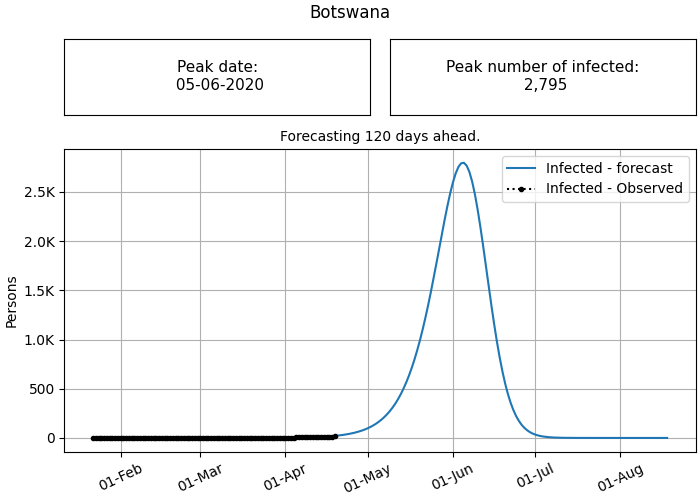 Botswana
Peak date:
05-06-2020
Peak number of infected:
2,795
Forecasting 120 days ahead.
Infected - forecast
Infected - Observed
Persons
2.5K
2.0K
1.5K
1.0K
500
0
01-Feb
01-Mar
01-Apr
01-May
01-Jun
01-Jul
01-Aug